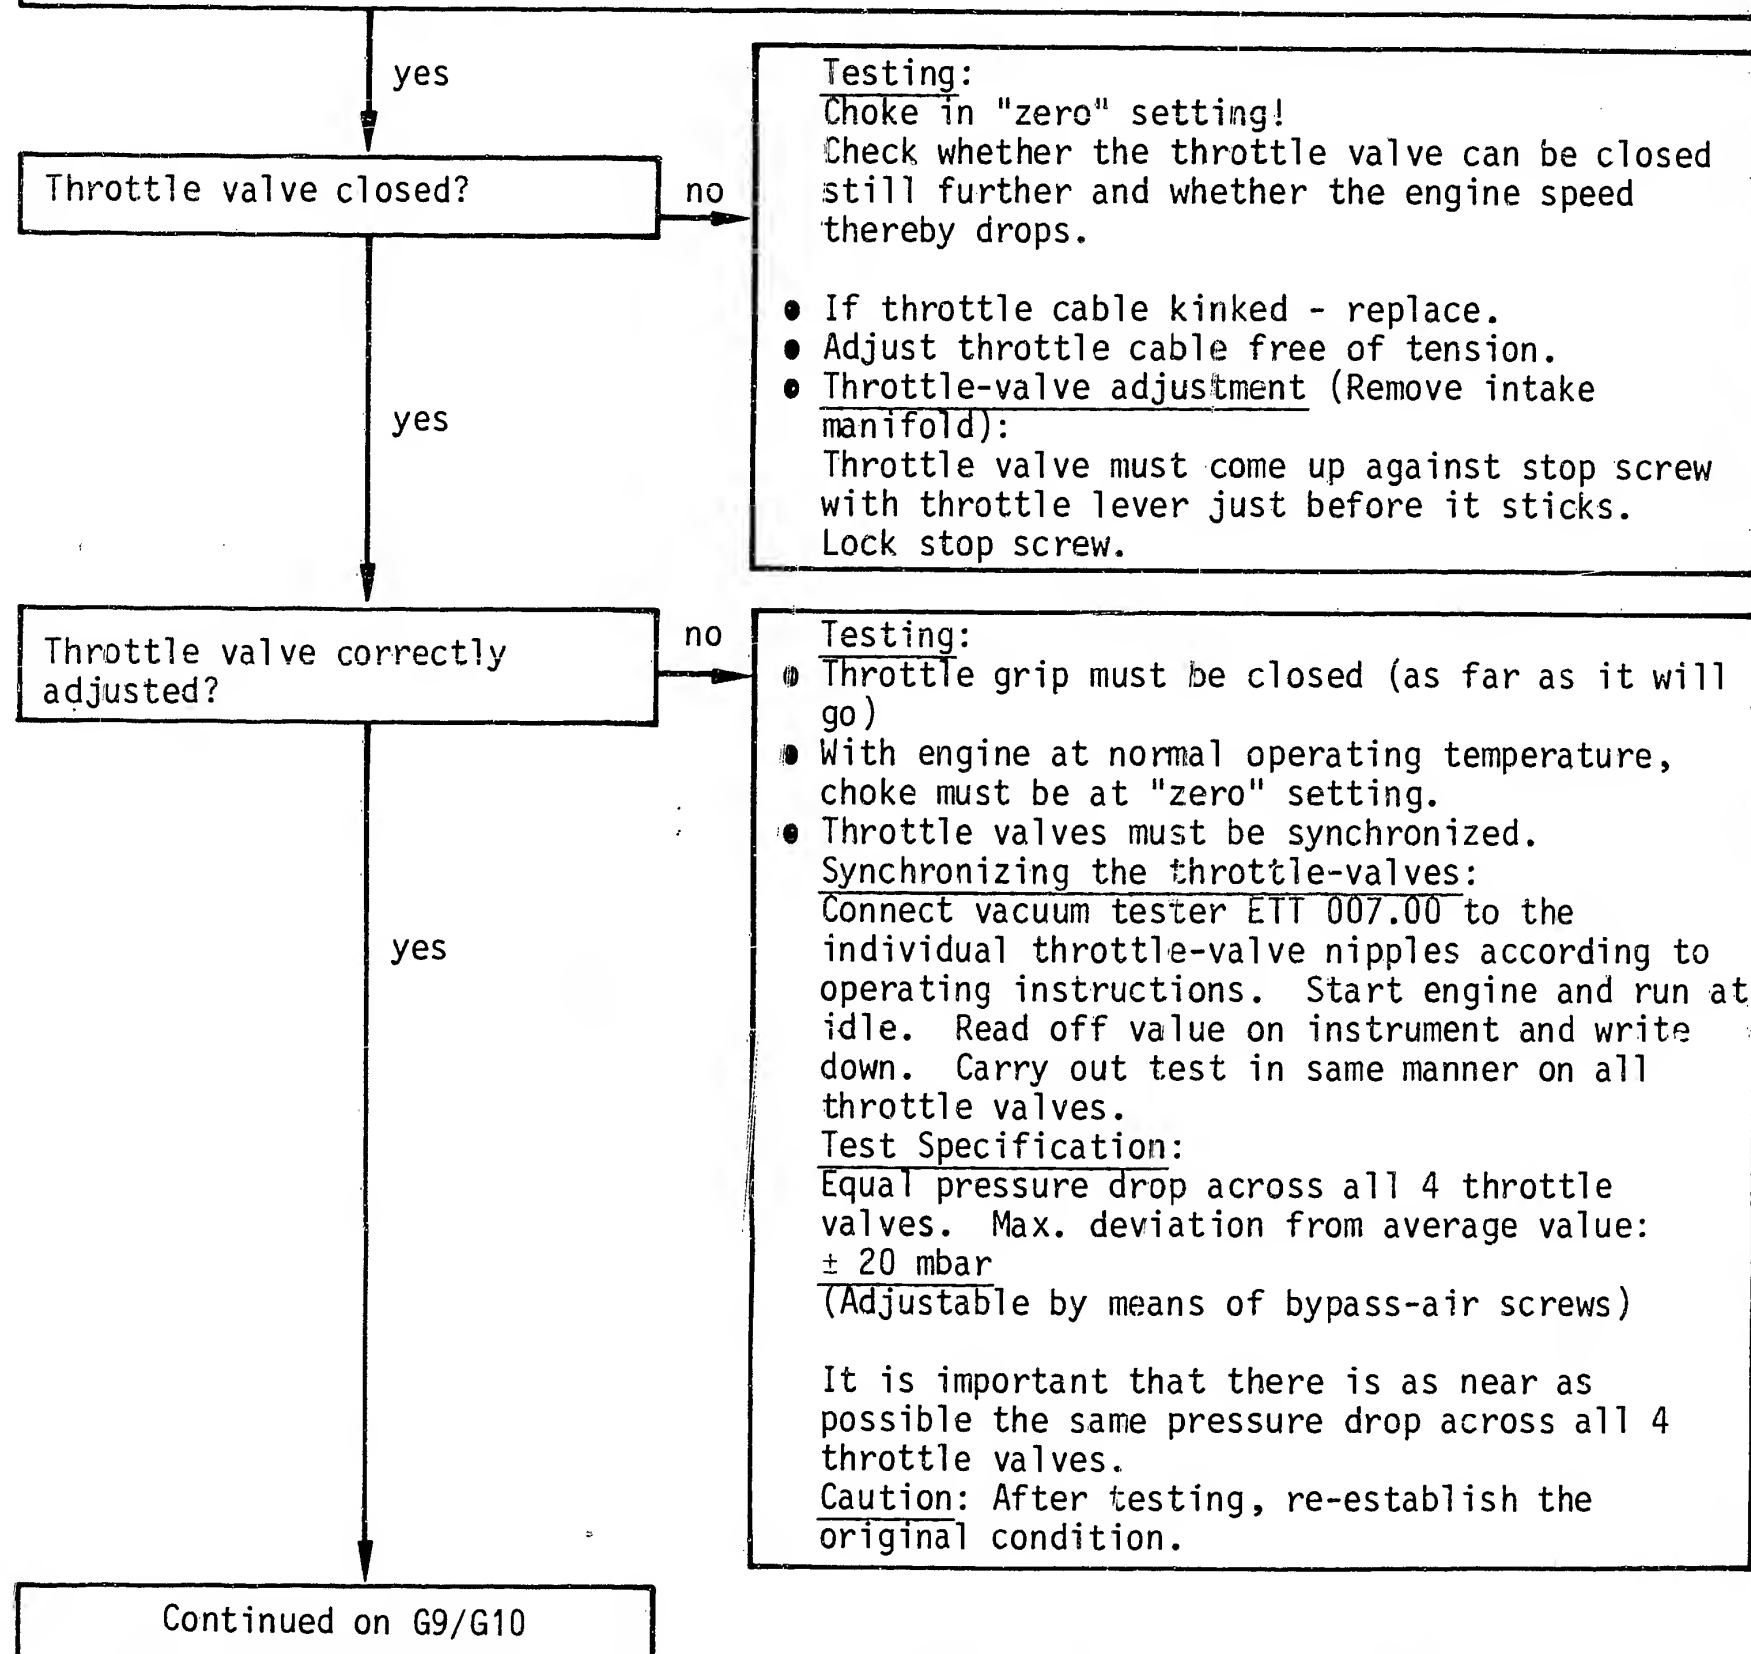 yes
Throttle valve closed?
no
Testing:
Choke in "zero" setting!
Check whether the throttle valve can be closed
still further and whether the engine speed
thereby drops.
● If throttle cable kinked - replace.
● Adjust throttle cable free of tension.
● Throttle-valve adjustment (Remove intake
manifold):
Throttle valve must come up against stop screw
with throttle lever just before it sticks.
Lock stop screw.
yes
Throttle valve correctly
adjusted?
no
Testing:
● Throttle grip must be closed (as far as it will
go)
● With engine at normal operating temperature,
choke must be at "zero" setting.
● Throttle valves must be synchronized.
Synchronizing the throttle-valves:
Connect vacuum tester ETT 007.00 to the
individual throttle-valve nipples according to
operating instructions.  Start engine and run at
idle.  Read off value on instrument and write
down.  Carry out test in same manner on all
throttle valves.
Test Specification:
Equal pressure drop across all 4 throttle
valves.  Max. deviation from average value:
± 20 mbar
(Adjustable by means of bypass-air screws)
It is important that there is as near as
possible the same pressure drop across all 4
throttle valves.
Caution: After testing, re-establish the
original condition.
yes
Continued on G9/G10